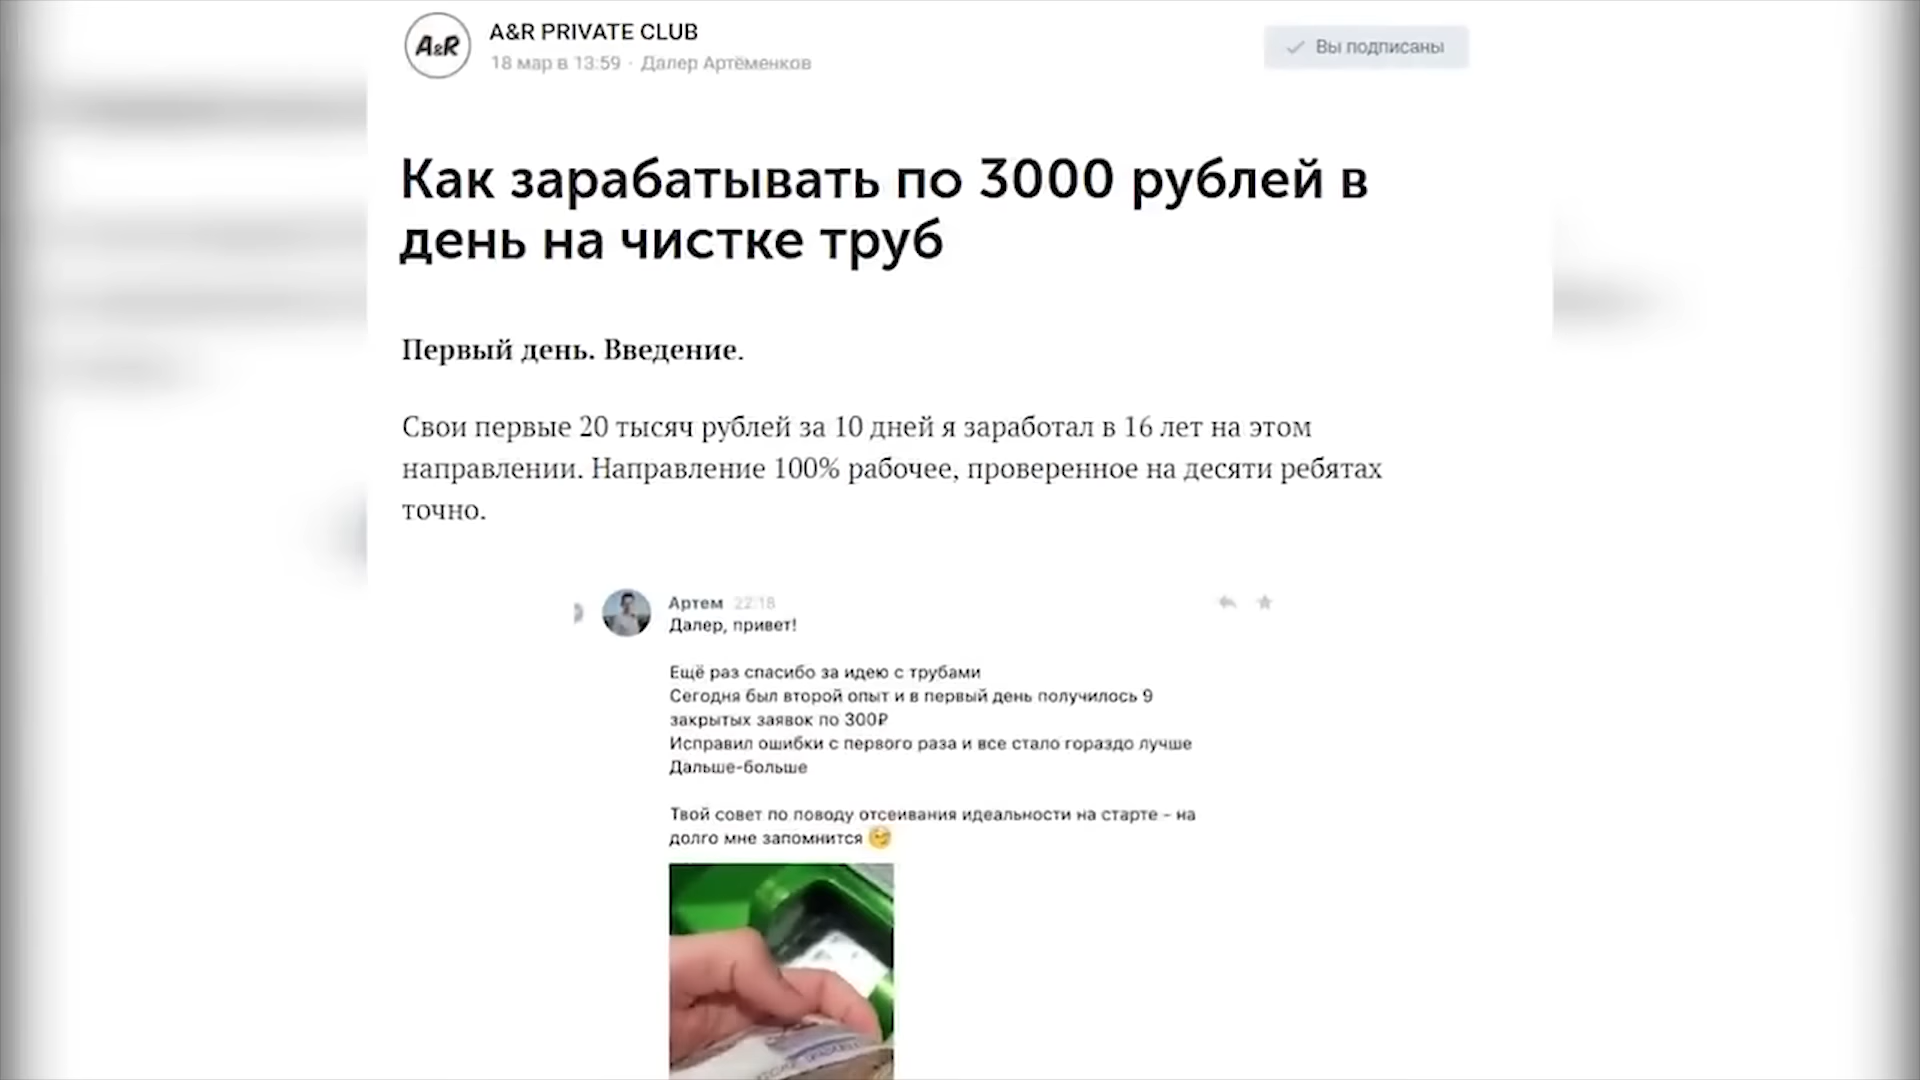 A&R
A&R PRIVATE CLUB
18 мар в 13:59 · Далер Артёменков
Вы подписаны
Как зарабатывать по 3000 рублей в
день на чистке труб
Первый день. Введение.
Свои первые 20 тысяч рублей за 10 дней я заработал в 16 лет на этом
направлении. Направление 100% рабочее, проверенное на десяти ребятах
точно.
Артем 22:18
Далер, привет!
Ещё раз спасибо за идею с трубами
Сегодня был второй опыт и в первый день получилось 9
закрытых заявок по 300₽
Исправил ошибки с первого раза и все стало гораздо лучше
Дальше-больше
Твой совет по поводу отсеивания идеальности на старте - на
долго мне запомнится